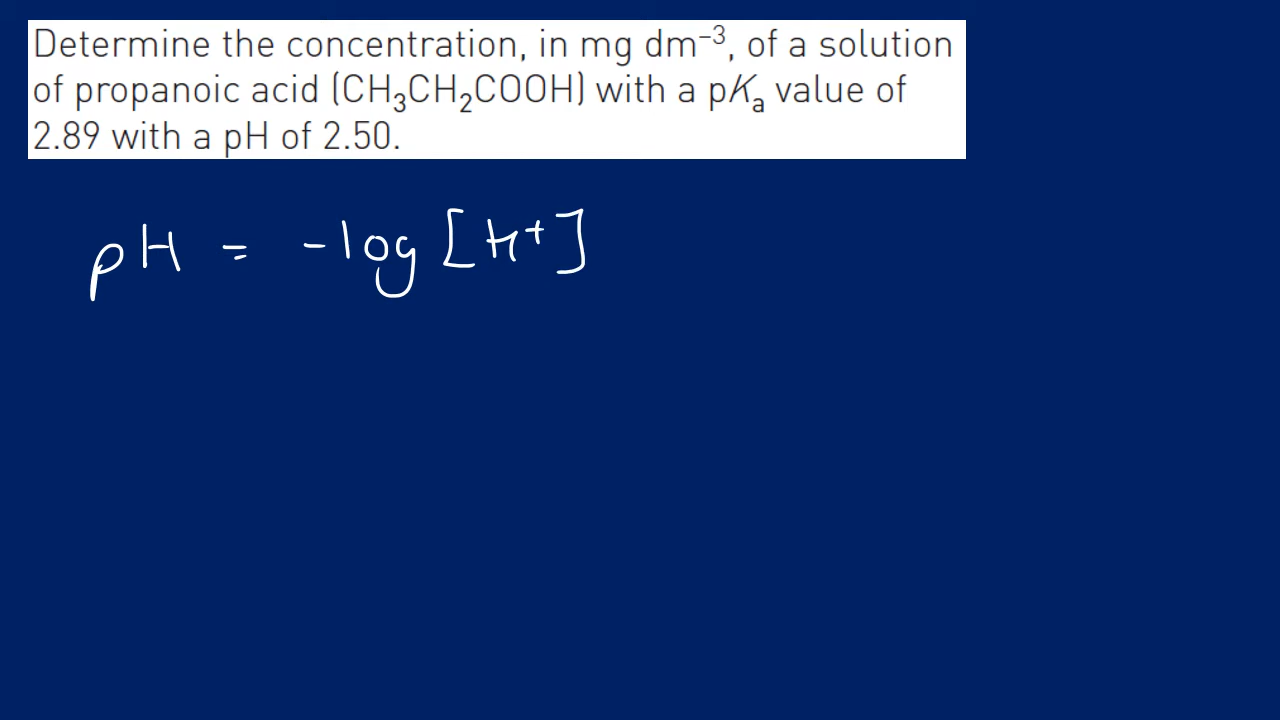 Determine the concentration, in mg dm⁻³, of a solution
of propanoic acid (CH₃CH₂COOH) with a pKₐ value of
2.89 with a pH of 2.50.
pH = -log [H⁺]